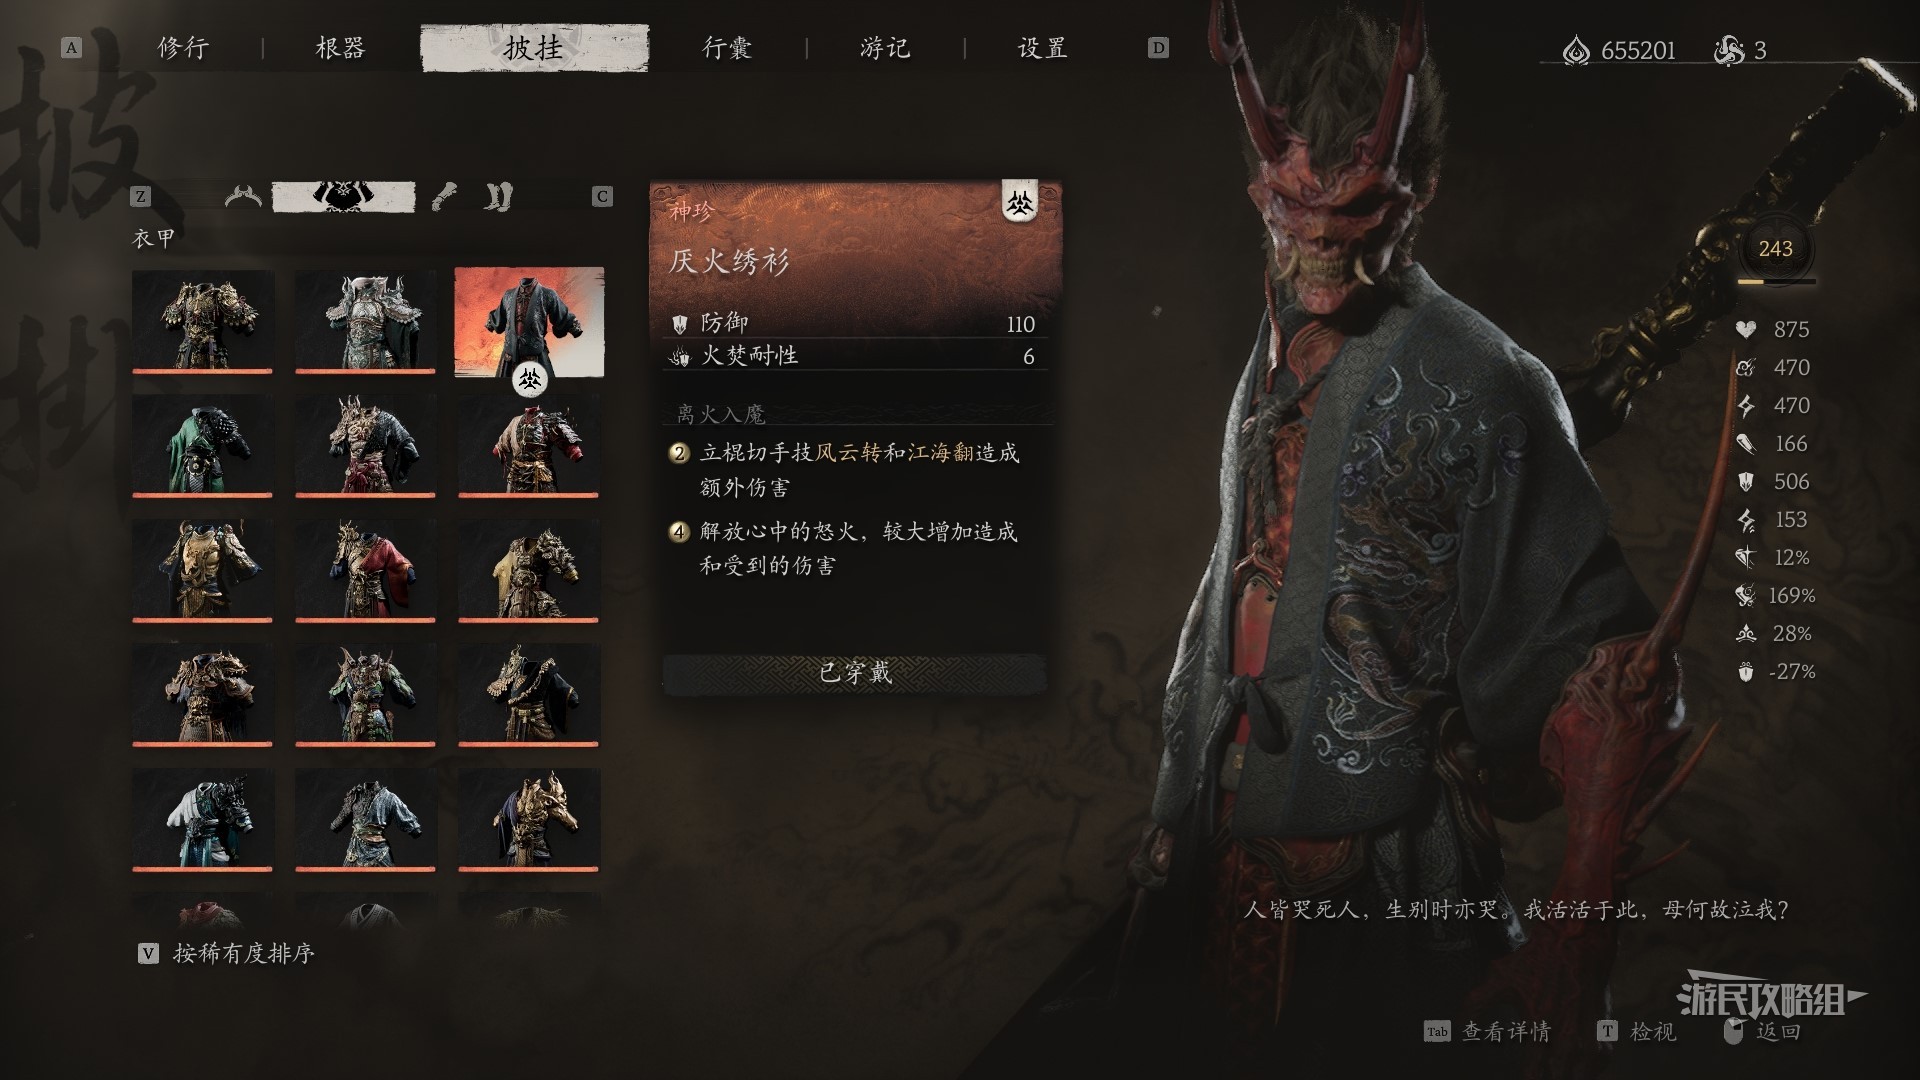 A 修行 根器 披挂 行囊 游记 设置 D
655201 3
披
掛
Z C
衣甲
神珍
厌火绣衫
防御 110
火焚耐性 6
离火入魔
2 立棍切手技风云转和江海翻造成
额外伤害
4 解放心中的怒火，较大增加造成
和受到的伤害
已穿戴
243
875
470
470
166
506
153
12%
169%
28%
-27%
人皆哭死人，生别时亦哭。我活活于此，母何故泣我？
V 按稀有度排序
游民攻略组
Tab 查看详情 T 检视 返回